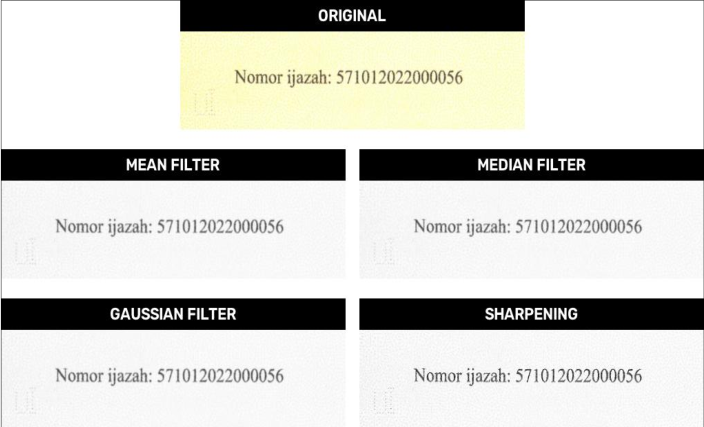 ORIGINAL
Nomor ijazah: 571012022000056
MEAN FILTER
MEDIAN FILTER
Nomor ijazah: 571012022000056
Nomor ijazah: 571012022000056
GAUSSIAN FILTER
SHARPENING
Nomor ijazah: 571012022000056
Nomor ijazah: 571012022000056